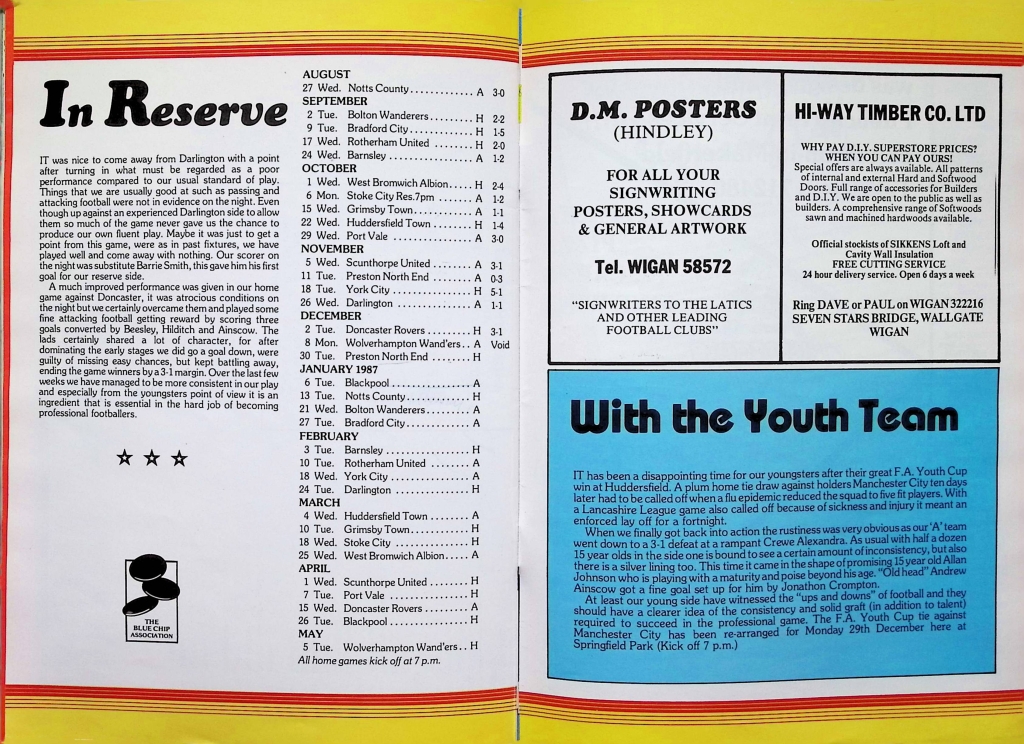 In Reserve
IT was nice to come away from Darlington with a point
after turning in what must be regarded as a poor
performance compared to our usual standard of play.
Things that we are usually good at such as passing and
attacking football were not in evidence on the night. Even
though up against an experienced Darlington side to allow
them so much of the game never gave us the chance to
produce our own fluent play. Maybe it was just to get a
point from this game, were as in past fixtures, we have
played well and come away with nothing. Our scorer on
the night was substitute Barrie Smith, this gave him his first
goal for our reserve side.
A much improved performance was given in our home
game against Doncaster, it was atrocious conditions on
the night but we certainly overcame them and played some
fine attacking football getting reward by scoring three
goals converted by Beesley, Hilditch and Ainscow. The
lads certainly shared a lot of character, for after
dominating the early stages we did go a goal down, were
guilty of missing easy chances, but kept battling away,
ending the game winners by a 3-1 margin. Over the last few
weeks we have managed to be more consistent in our play
and especially from the youngsters point of view it is an
ingredient that is essential in the hard job of becoming
professional footballers.
THE
BLUE CHIP
ASSOCIATION
AUGUST
27 Wed. Notts County............ A 3-0
SEPTEMBER
2 Tue. Bolton Wanderers........ H 2-2
9 Tue. Bradford City............ H 1-5
17 Wed. Rotherham United ........ H 2-0
24 Wed. Barnsley ................ A 1-2
OCTOBER
1 Wed. West Bromwich Albion..... H 2-4
6 Mon. Stoke City Res.7pm ...... A 1-2
15 Wed. Grimsby Town............ A 1-1
22 Wed. Huddersfield Town ....... H 1-4
29 Wed. Port Vale ............... A 3-0
NOVEMBER
5 Wed. Scunthorpe United ........ A 3-1
11 Tue. Preston North End ........ A 0-3
18 Tue. York City ............... H 5-1
26 Wed. Darlington .............. A 1-1
DECEMBER
2 Tue. Doncaster Rovers ......... H 3-1
8 Mon. Wolverhampton Wand'ers.. A Void
30 Tue. Preston North End ........ H
JANUARY 1987
6 Tue. Blackpool ................ A
13 Tue. Notts County............. H
21 Wed. Bolton Wanderers......... A
27 Tue. Bradford City............ A
FEBRUARY
3 Tue. Barnsley ................. H
10 Tue. Rotherham United ........ A
18 Wed. York City ............... A
24 Tue. Darlington .............. H
MARCH
4 Wed. Huddersfield Town ........ A
10 Tue. Grimsby Town............ H
18 Wed. Stoke City .............. H
25 Wed. West Bromwich Albion..... A
APRIL
1 Wed. Scunthorpe United ........ H
7 Tue. Port Vale ................ H
15 Wed. Doncaster Rovers ........ A
26 Tue. Blackpool ............... H
MAY
5 Tue. Wolverhampton Wand'ers .. H
All home games kick off at 7 p.m.
D.M. POSTERS
(HINDLEY)
FOR ALL YOUR
SIGNWRITING
POSTERS, SHOWCARDS
& GENERAL ARTWORK
Tel. WIGAN 58572
"SIGNWRITERS TO THE LATICS
AND OTHER LEADING
FOOTBALL CLUBS"
HI-WAY TIMBER CO. LTD
WHY PAY D.I.Y. SUPERSTORE PRICES?
WHEN YOU CAN PAY OURS!
Special offers are always available. All patterns
of internal and external Hard and Softwood
Doors. Full range of accessories for Builders
and D.I.Y. We are open to the public as well as
builders. A comprehensive range of Softwoods
sawn and machined hardwoods available.
Official stockists of SIKKENS Loft and
Cavity Wall Insulation
FREE CUTTING SERVICE
24 hour delivery service. Open 6 days a week
Ring DAVE or PAUL on WIGAN 322216
SEVEN STARS BRIDGE, WALLGATE
WIGAN
With the Youth Team
IT has been a disappointing time for our youngsters after their great F.A. Youth Cup
win at Huddersfield. A plum home tie draw against holders Manchester City ten days
later had to be called off when a flu epidemic reduced the squad to five fit players. With
a Lancashire League game also called off because of sickness and injury it meant an
enforced lay off for a fortnight.
When we finally got back into action the rustiness was very obvious as our 'A' team
went down to a 3-1 defeat at a rampant Crewe Alexandra. As usual with half a dozen
15 year olds in the side one is bound to see a certain amount of inconsistency, but also
there is a silver lining too. This time it came in the shape of promising 15 year old Allan
Johnson who is playing with a maturity and poise beyond his age. "Old head" Andrew
Ainscow got a fine goal set up for him by Jonathon Crompton.
At least our young side have witnessed the "ups and downs" of football and they
should have a clearer idea of the consistency and solid graft (in addition to talent)
required to succeed in the professional game. The F.A. Youth Cup tie against
Manchester City has been re-arranged for Monday 29th December here at
Springfield Park (Kick off 7 p.m.)